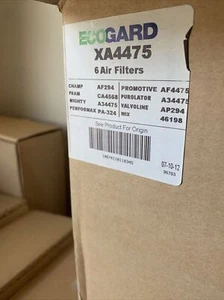 ECOGARD
XA4475
6 Air Filters
CHAMP AF294 PROMOTIVE AF4475
FRAM CA4558 PUROLATOR A34475
MIGHTY A34475 VALVOLINE AP294
PERFORMAX PA-324 WIX 46198
See Product For Origin
07-10-12